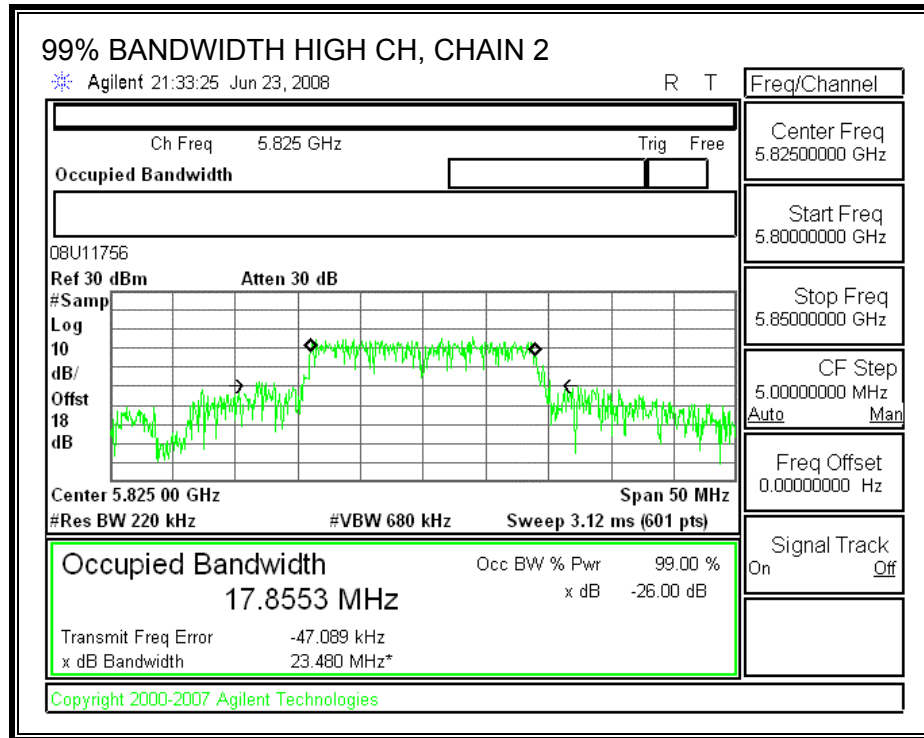 99% BANDWIDTH HIGH CH, CHAIN 2
Agilent 21:33:25 Jun 23, 2008 R T
Freq/Channel
Ch Freq 5.825 GHz Trig Free
Occupied Bandwidth
Center Freq
5.82500000 GHz
Start Freq
5.80000000 GHz
Stop Freq
5.85000000 GHz
CF Step
5.00000000 MHz
Auto Man
Freq Offset
0.00000000 Hz
Signal Track
On Off
08U11756
Ref 30 dBm Atten 30 dB
#Samp
Log
10
dB/
Offst
18
dB
Center 5.825 00 GHz Span 50 MHz
#Res BW 220 kHz #VBW 680 kHz Sweep 3.12 ms (601 pts)
Occupied Bandwidth Occ BW % Pwr 99.00 %
17.8553 MHz x dB -26.00 dB
Transmit Freq Error -47.089 kHz
x dB Bandwidth 23.480 MHz*
Copyright 2000-2007 Agilent Technologies